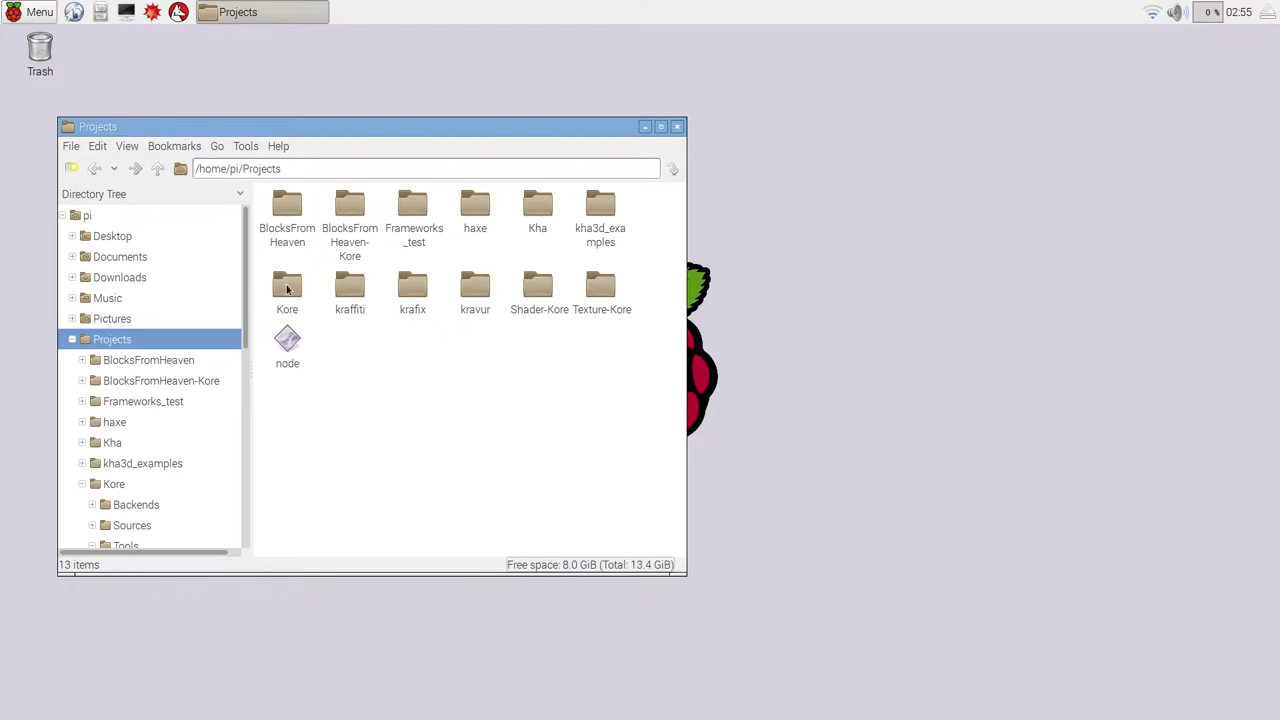 Menu
Projects
0 %
02:55
Trash
Projects
File Edit View Bookmarks Go Tools Help
/home/pi/Projects
Directory Tree
pi
Desktop
Documents
Downloads
Music
Pictures
Projects
BlocksFromHeaven
BlocksFromHeaven-Kore
Frameworks_test
haxe
Kha
kha3d_examples
Kore
Backends
Sources
Tools
BlocksFrom
Heaven
BlocksFrom
Heaven-
Kore
Frameworks
_test
haxe
Kha
kha3d_exa
mples
Kore
kraffiti
krafix
kravur
Shader-Kore
Texture-Kore
node
13 items
Free space: 8.0 GiB (Total: 13.4 GiB)